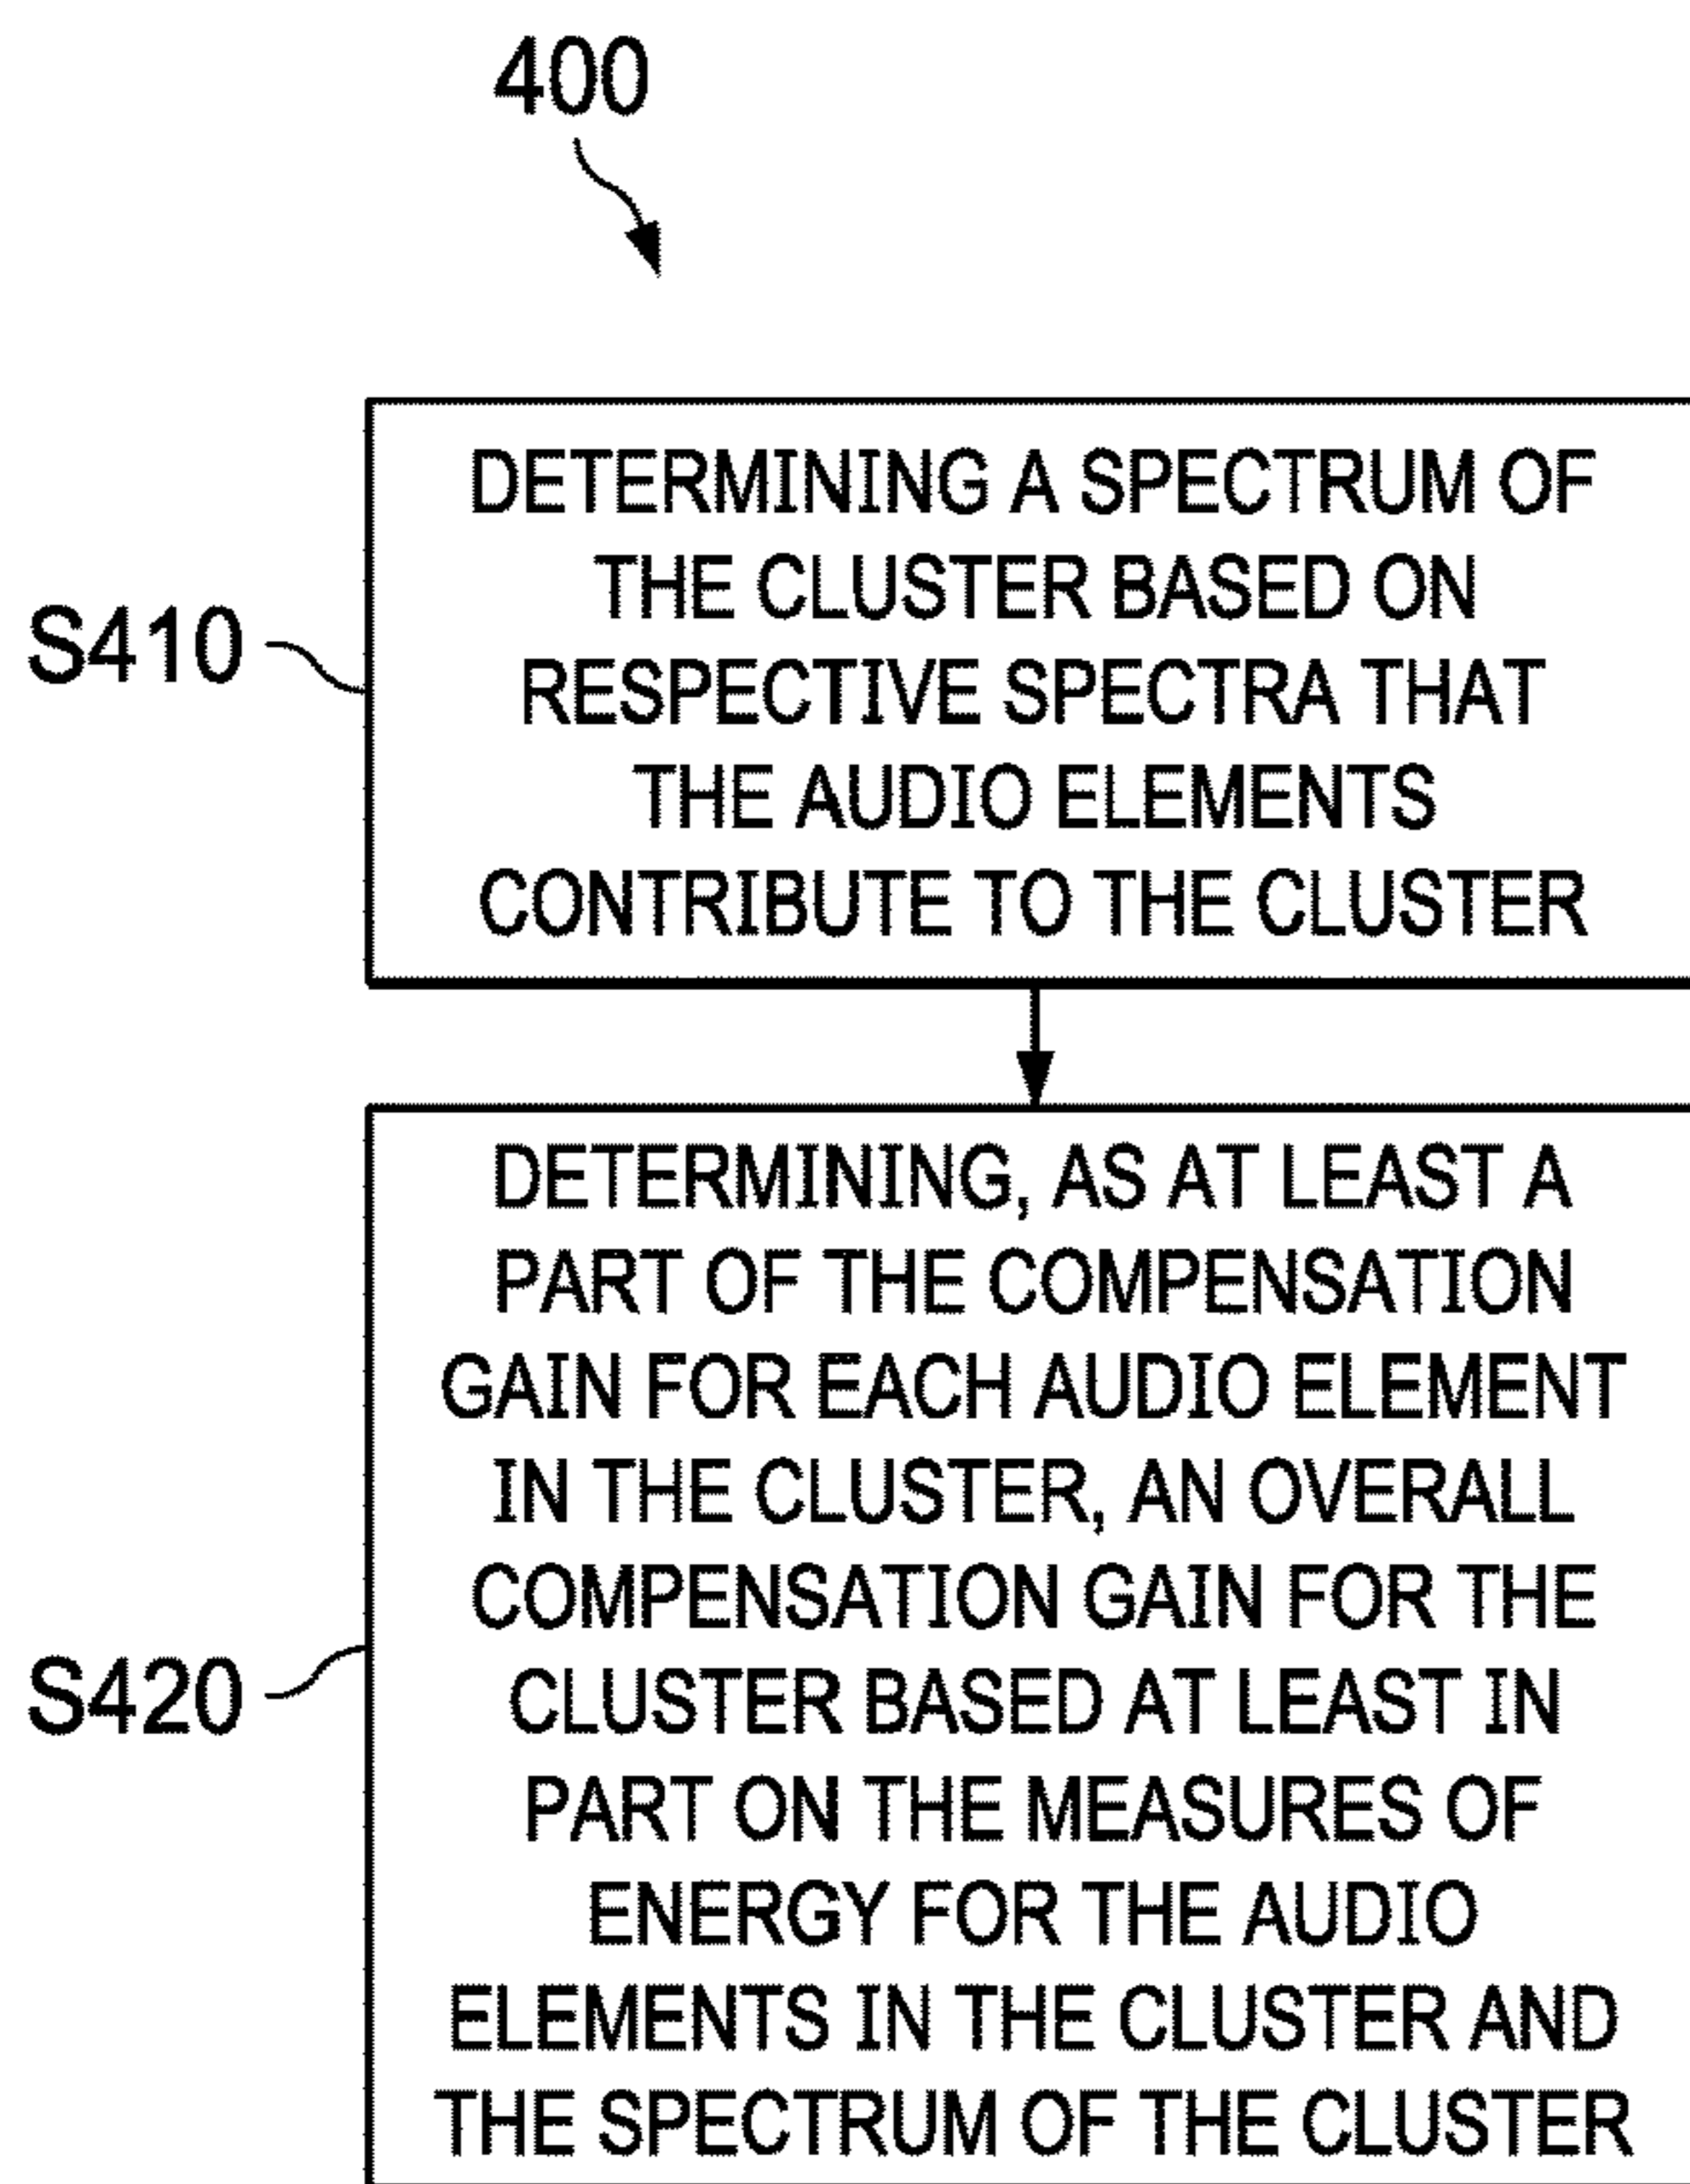 400
S410
DETERMINING A SPECTRUM OF
THE CLUSTER BASED ON
RESPECTIVE SPECTRA THAT
THE AUDIO ELEMENTS
CONTRIBUTE TO THE CLUSTER
S420
DETERMINING, AS AT LEAST A
PART OF THE COMPENSATION
GAIN FOR EACH AUDIO ELEMENT
IN THE CLUSTER, AN OVERALL
COMPENSATION GAIN FOR THE
CLUSTER BASED AT LEAST IN
PART ON THE MEASURES OF
ENERGY FOR THE AUDIO
ELEMENTS IN THE CLUSTER AND
THE SPECTRUM OF THE CLUSTER